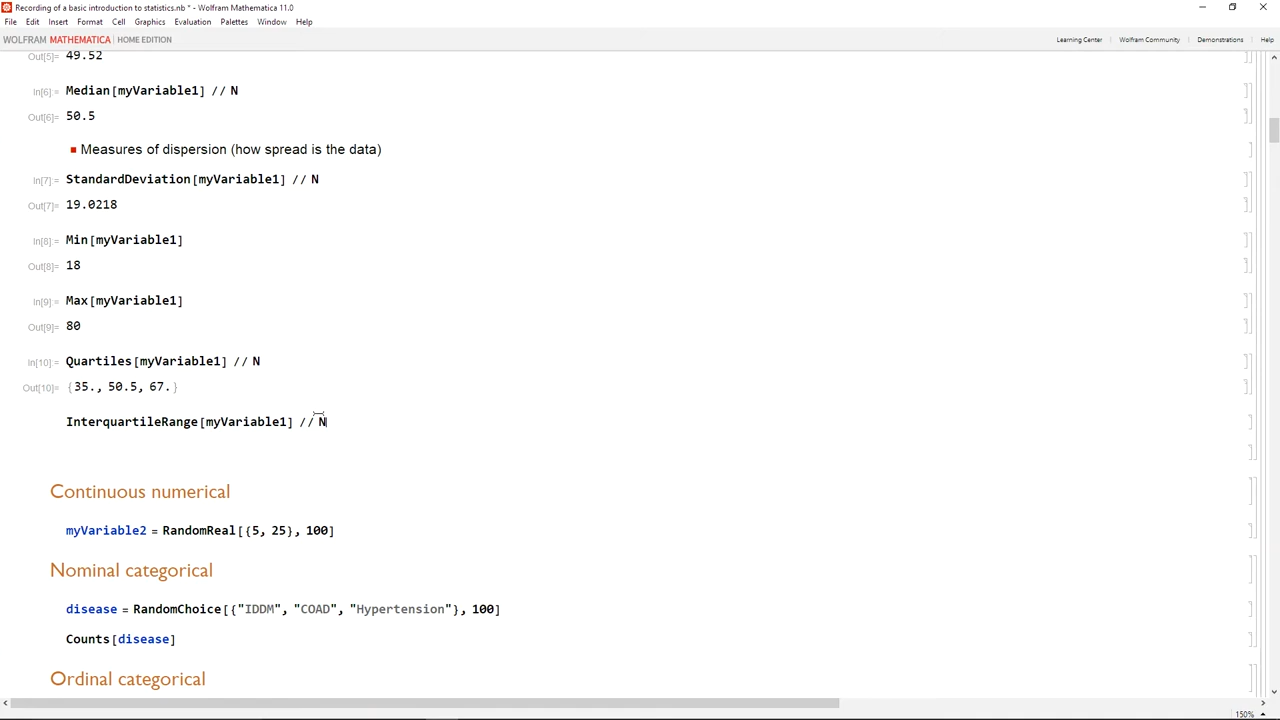 Recording of a basic introduction to statistics.nb * - Wolfram Mathematica 11.0
File Edit Insert Format Cell Graphics Evaluation Palettes Window Help
WOLFRAM MATHEMATICA | HOME EDITION Learning Center | Wolfram Community | Demonstrations | Help
Out[5]= 49.52
In[6]:= Median[myVariable1] // N
Out[6]= 50.5
Measures of dispersion (how spread is the data)
In[7]:= StandardDeviation[myVariable1] // N
Out[7]= 19.0218
In[8]:= Min[myVariable1]
Out[8]= 18
In[9]:= Max[myVariable1]
Out[9]= 80
In[10]:= Quartiles[myVariable1] // N
Out[10]= {35., 50.5, 67.}
InterquartileRange[myVariable1] // N
Continuous numerical
myVariable2 = RandomReal[{5, 25}, 100]
Nominal categorical
disease = RandomChoice[{"IDDM", "COAD", "Hypertension"}, 100]
Counts[disease]
Ordinal categorical
150%